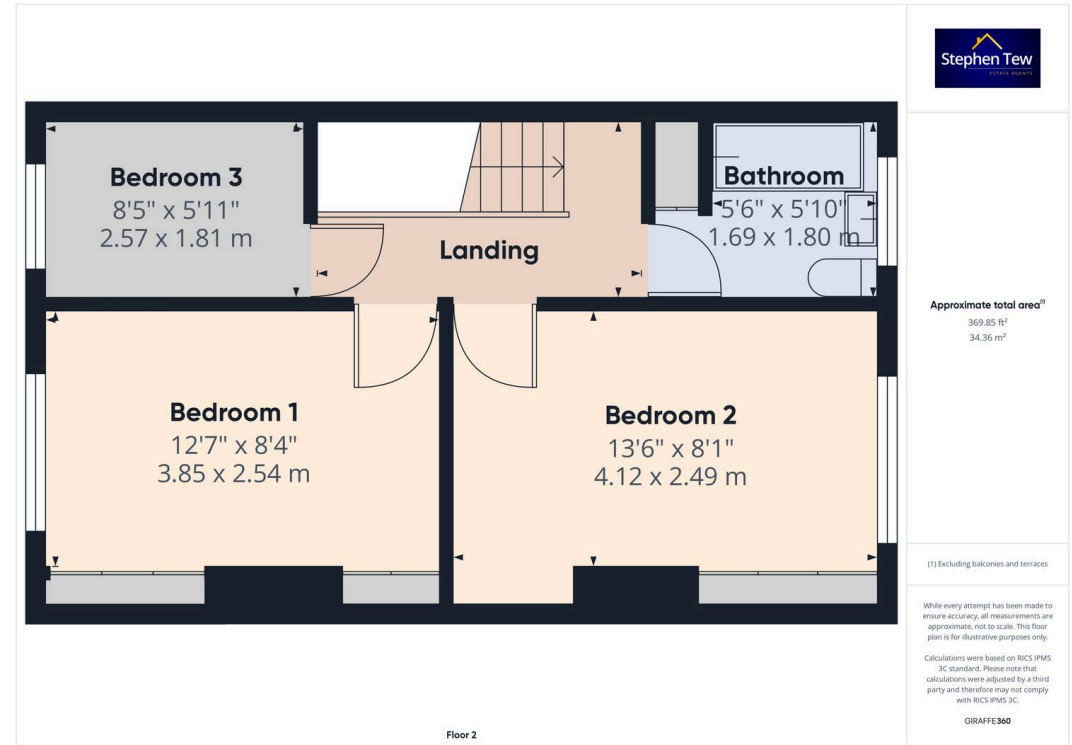 Stephen Tew
ESTATE AGENTS
Bedroom 3
8'5" x 5'11"
2.57 x 1.81 m
Landing
Bathroom
5'6" x 5'10"
1.69 x 1.80 m
Bedroom 1
12'7" x 8'4"
3.85 x 2.54 m
Bedroom 2
13'6" x 8'1"
4.12 x 2.49 m
Floor 2
Approximate total area(1)
369.85 ft²
34.36 m²
(1) Excluding balconies and terraces
While every attempt has been made to
ensure accuracy, all measurements are
approximate, not to scale. This floor
plan is for illustrative purposes only.
Calculations were based on RICS IPMS
3C standard. Please note that
calculations were adjusted by a third
party and therefore may not comply
with RICS IPMS 3C.
GIRAFFE360